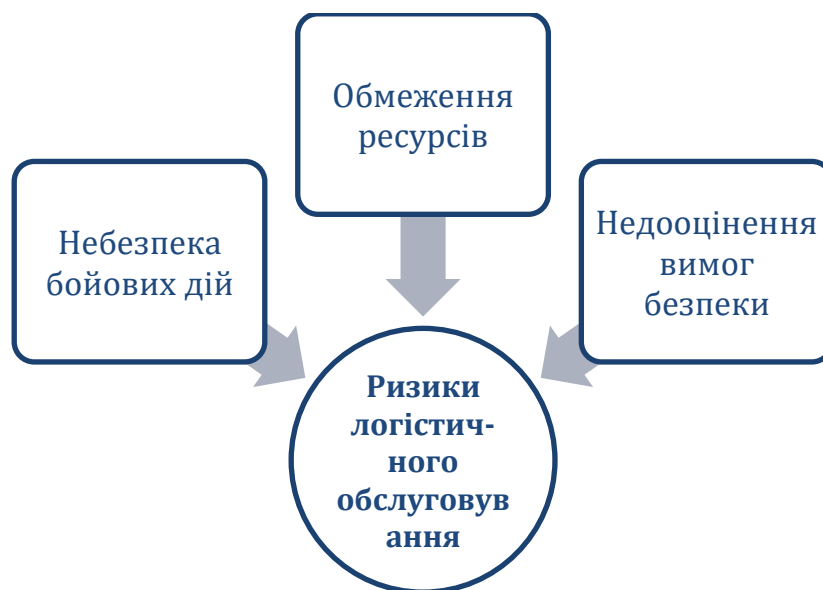 Обмеження
ресурсів
Небезпека
бойових дій
Недооцінення
вимог
безпеки
Ризики
логістич-
ного
обслуговув
ання